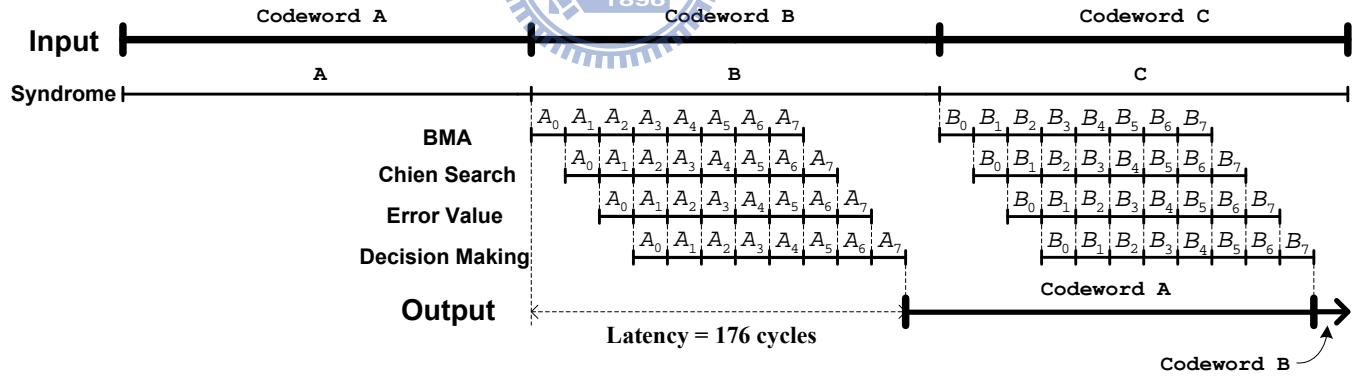 Codeword A Codeword B Codeword C
1896
Input
A B C
Syndrome
A0 A1 A2 A3 A4 A5 A6 A7 B0 B1 B2 B3 B4 B5 B6 B7
BMA
A0 A1 A2 A3 A4 A5 A6 A7 B0 B1 B2 B3 B4 B5 B6 B7
Chien Search
A0 A1 A2 A3 A4 A5 A6 A7 B0 B1 B2 B3 B4 B5 B6 B7
Error Value
A0 A1 A2 A3 A4 A5 A6 A7 B0 B1 B2 B3 B4 B5 B6 B7
Decision Making
Codeword A
Output
Latency = 176 cycles
Codeword B